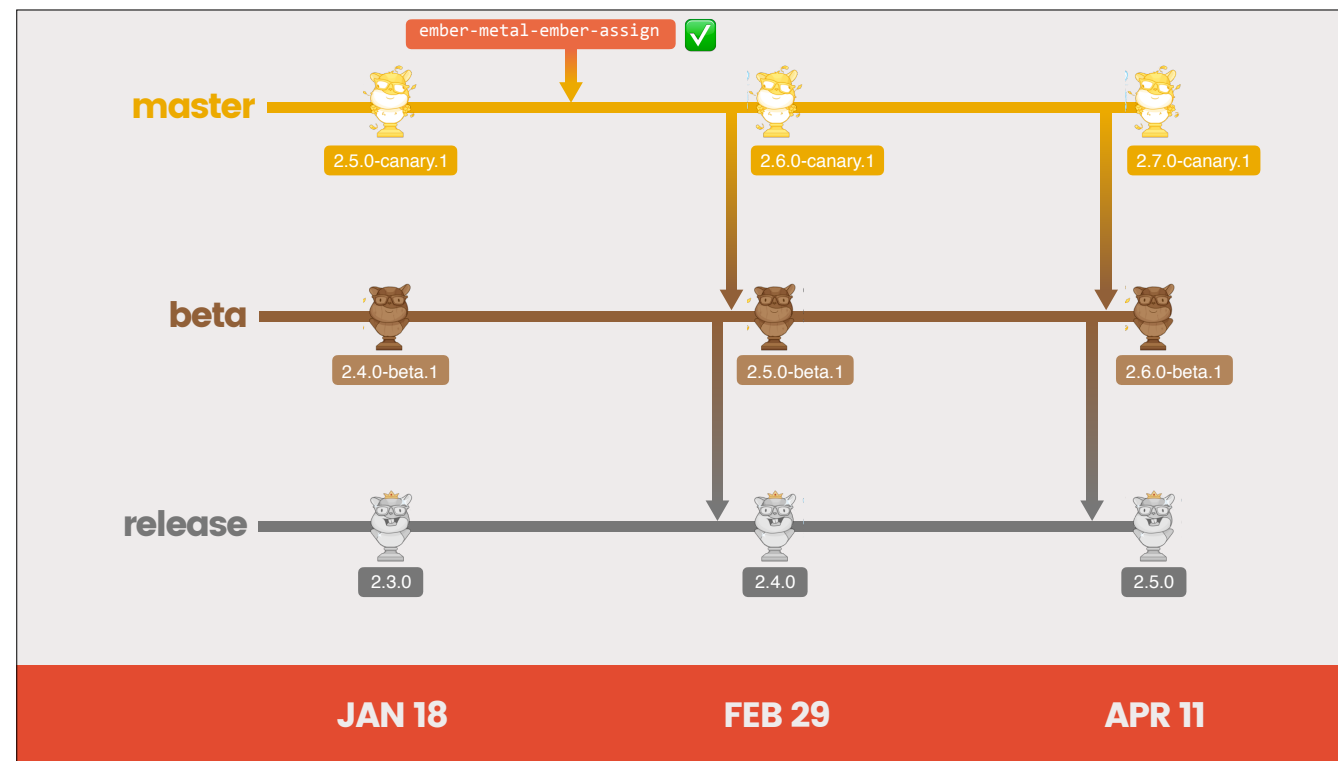 ember-metal-ember-assign ✅
master
2.5.0-canary.1
2.6.0-canary.1
2.7.0-canary.1
beta
2.4.0-beta.1
2.5.0-beta.1
2.6.0-beta.1
release
2.3.0
2.4.0
2.5.0
JAN 18
FEB 29
APR 11